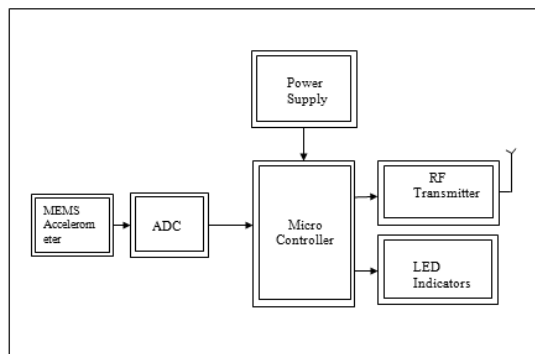 Power
Supply
RF
Transmitter
MEMS
Accelerom
eter
ADC
Micro
Controller
LED
Indicators